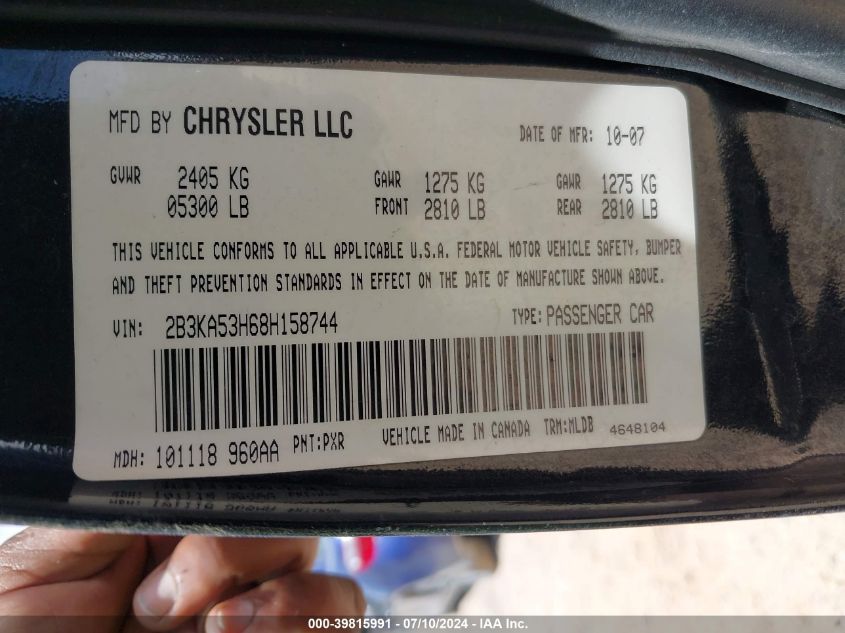 MFD BY CHRYSLER LLC DATE OF MFR: 10-07
GVWR 2405 KG GAWR 1275 KG GAWR 1275 KG
05300 LB FRONT 2810 LB REAR 2810 LB
THIS VEHICLE CONFORMS TO ALL APPLICABLE U.S.A. FEDERAL MOTOR VEHICLE SAFETY, BUMPER
AND THEFT PREVENTION STANDARDS IN EFFECT ON THE DATE OF MANUFACTURE SHOWN ABOVE.
VIN: 2B3KA53H68H158744 TYPE: PASSENGER CAR
MDH: 101118 960AA PNT:PXR VEHICLE MADE IN CANADA TRM:MLDB 4648104
000-39815991 - 07/10/2024 - IAA Inc.